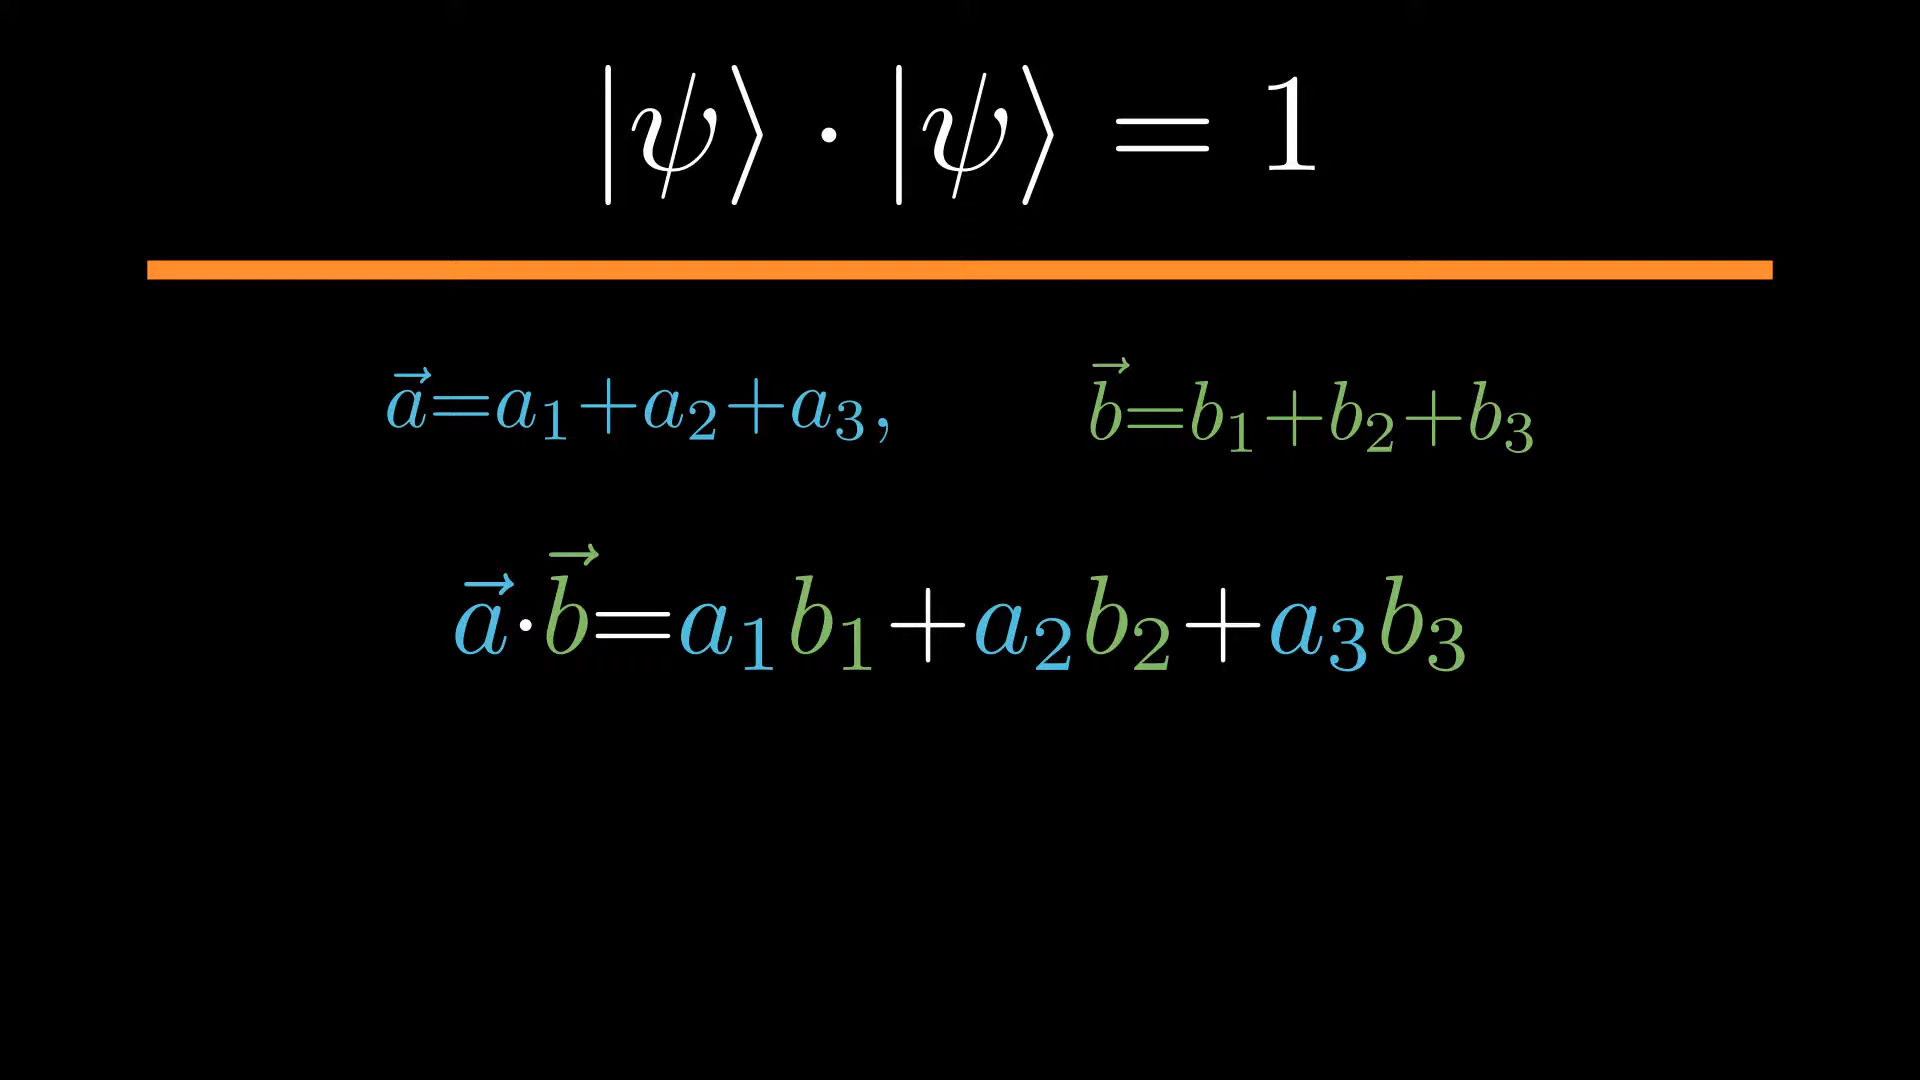 |ψ⟩ · |ψ⟩ = 1
a⃗=a₁+a₂+a₃, b⃗=b₁+b₂+b₃
a⃗·b⃗=a₁b₁+a₂b₂+a₃b₃